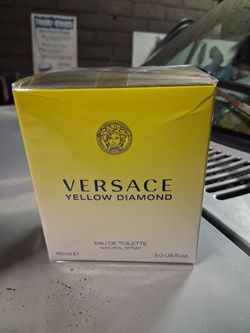 VERSACE
YELLOW DIAMOND
EAU DE TOILETTE
NATURAL SPRAY
90 ml e 3.0 US fl oz